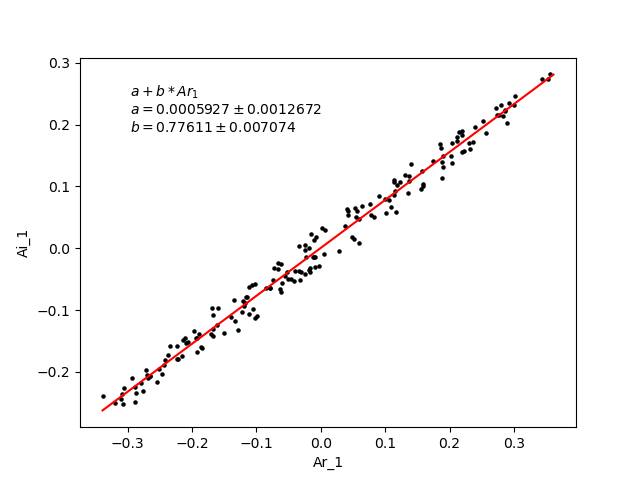 0.3
a + b * Ar₁
a = 0.0005927 ± 0.0012672
b = 0.77611 ± 0.007074
0.2
0.1
0.0
−0.1
−0.2
Ai_1
−0.3 −0.2 −0.1 0.0 0.1 0.2 0.3
Ar_1